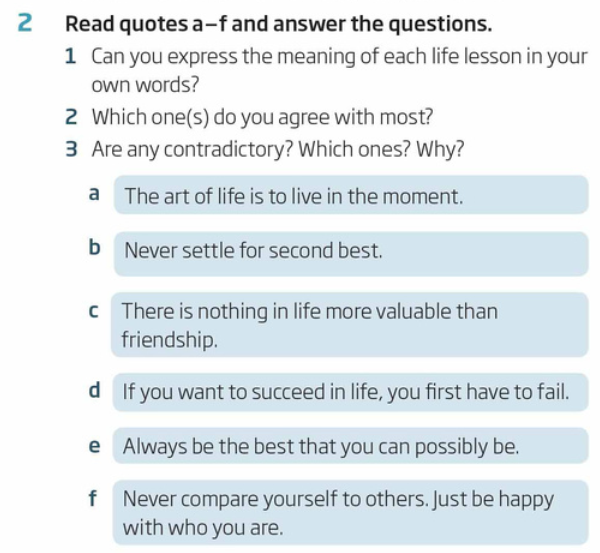 2 Read quotes a–f and answer the questions.
1 Can you express the meaning of each life lesson in your
own words?
2 Which one(s) do you agree with most?
3 Are any contradictory? Which ones? Why?
a The art of life is to live in the moment.
b Never settle for second best.
c There is nothing in life more valuable than
friendship.
d If you want to succeed in life, you first have to fail.
e Always be the best that you can possibly be.
f Never compare yourself to others. Just be happy
with who you are.